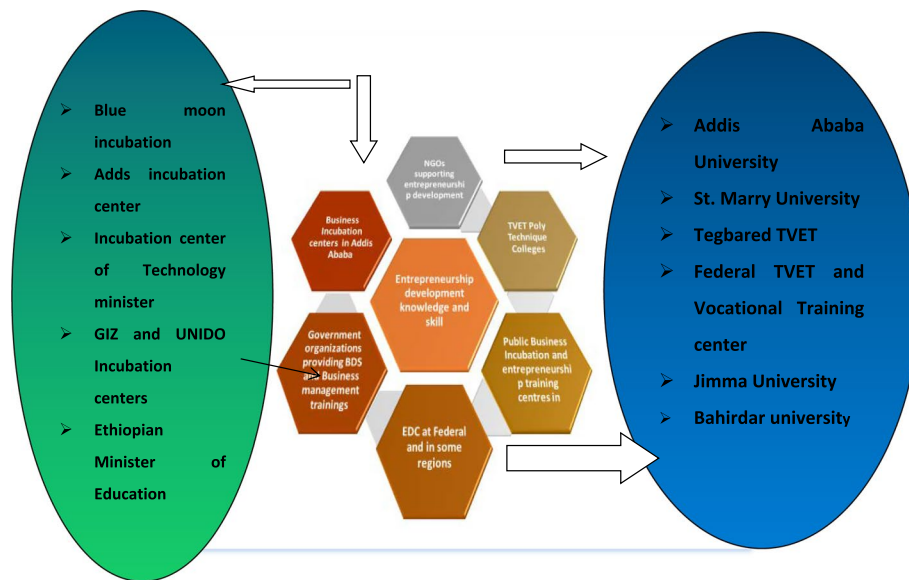 ➢ Blue moon
incubation
➢ Adds incubation
center
➢ Incubation center
of Technology
minister
➢ GIZ and UNIDO
Incubation
centers
➢ Ethiopian
Minister of
Education
NGOs
supporting
entrepreneurshi
p development
Business
Incubation
centers in Addis
Ababa
TVET Poly
Technique
Colleges
Entrepreneurship
development
knowledge and
skill
Government
organizations
providing BDS
and Business
management
trainings
Public Business
Incubation and
entrepreneurshi
p training
centres in
EDC at Federal
and in some
regions
➢ Addis Ababa
University
➢ St. Marry University
➢ Tegbared TVET
➢ Federal TVET and
Vocational Training
center
➢ Jimma University
➢ Bahirdar university